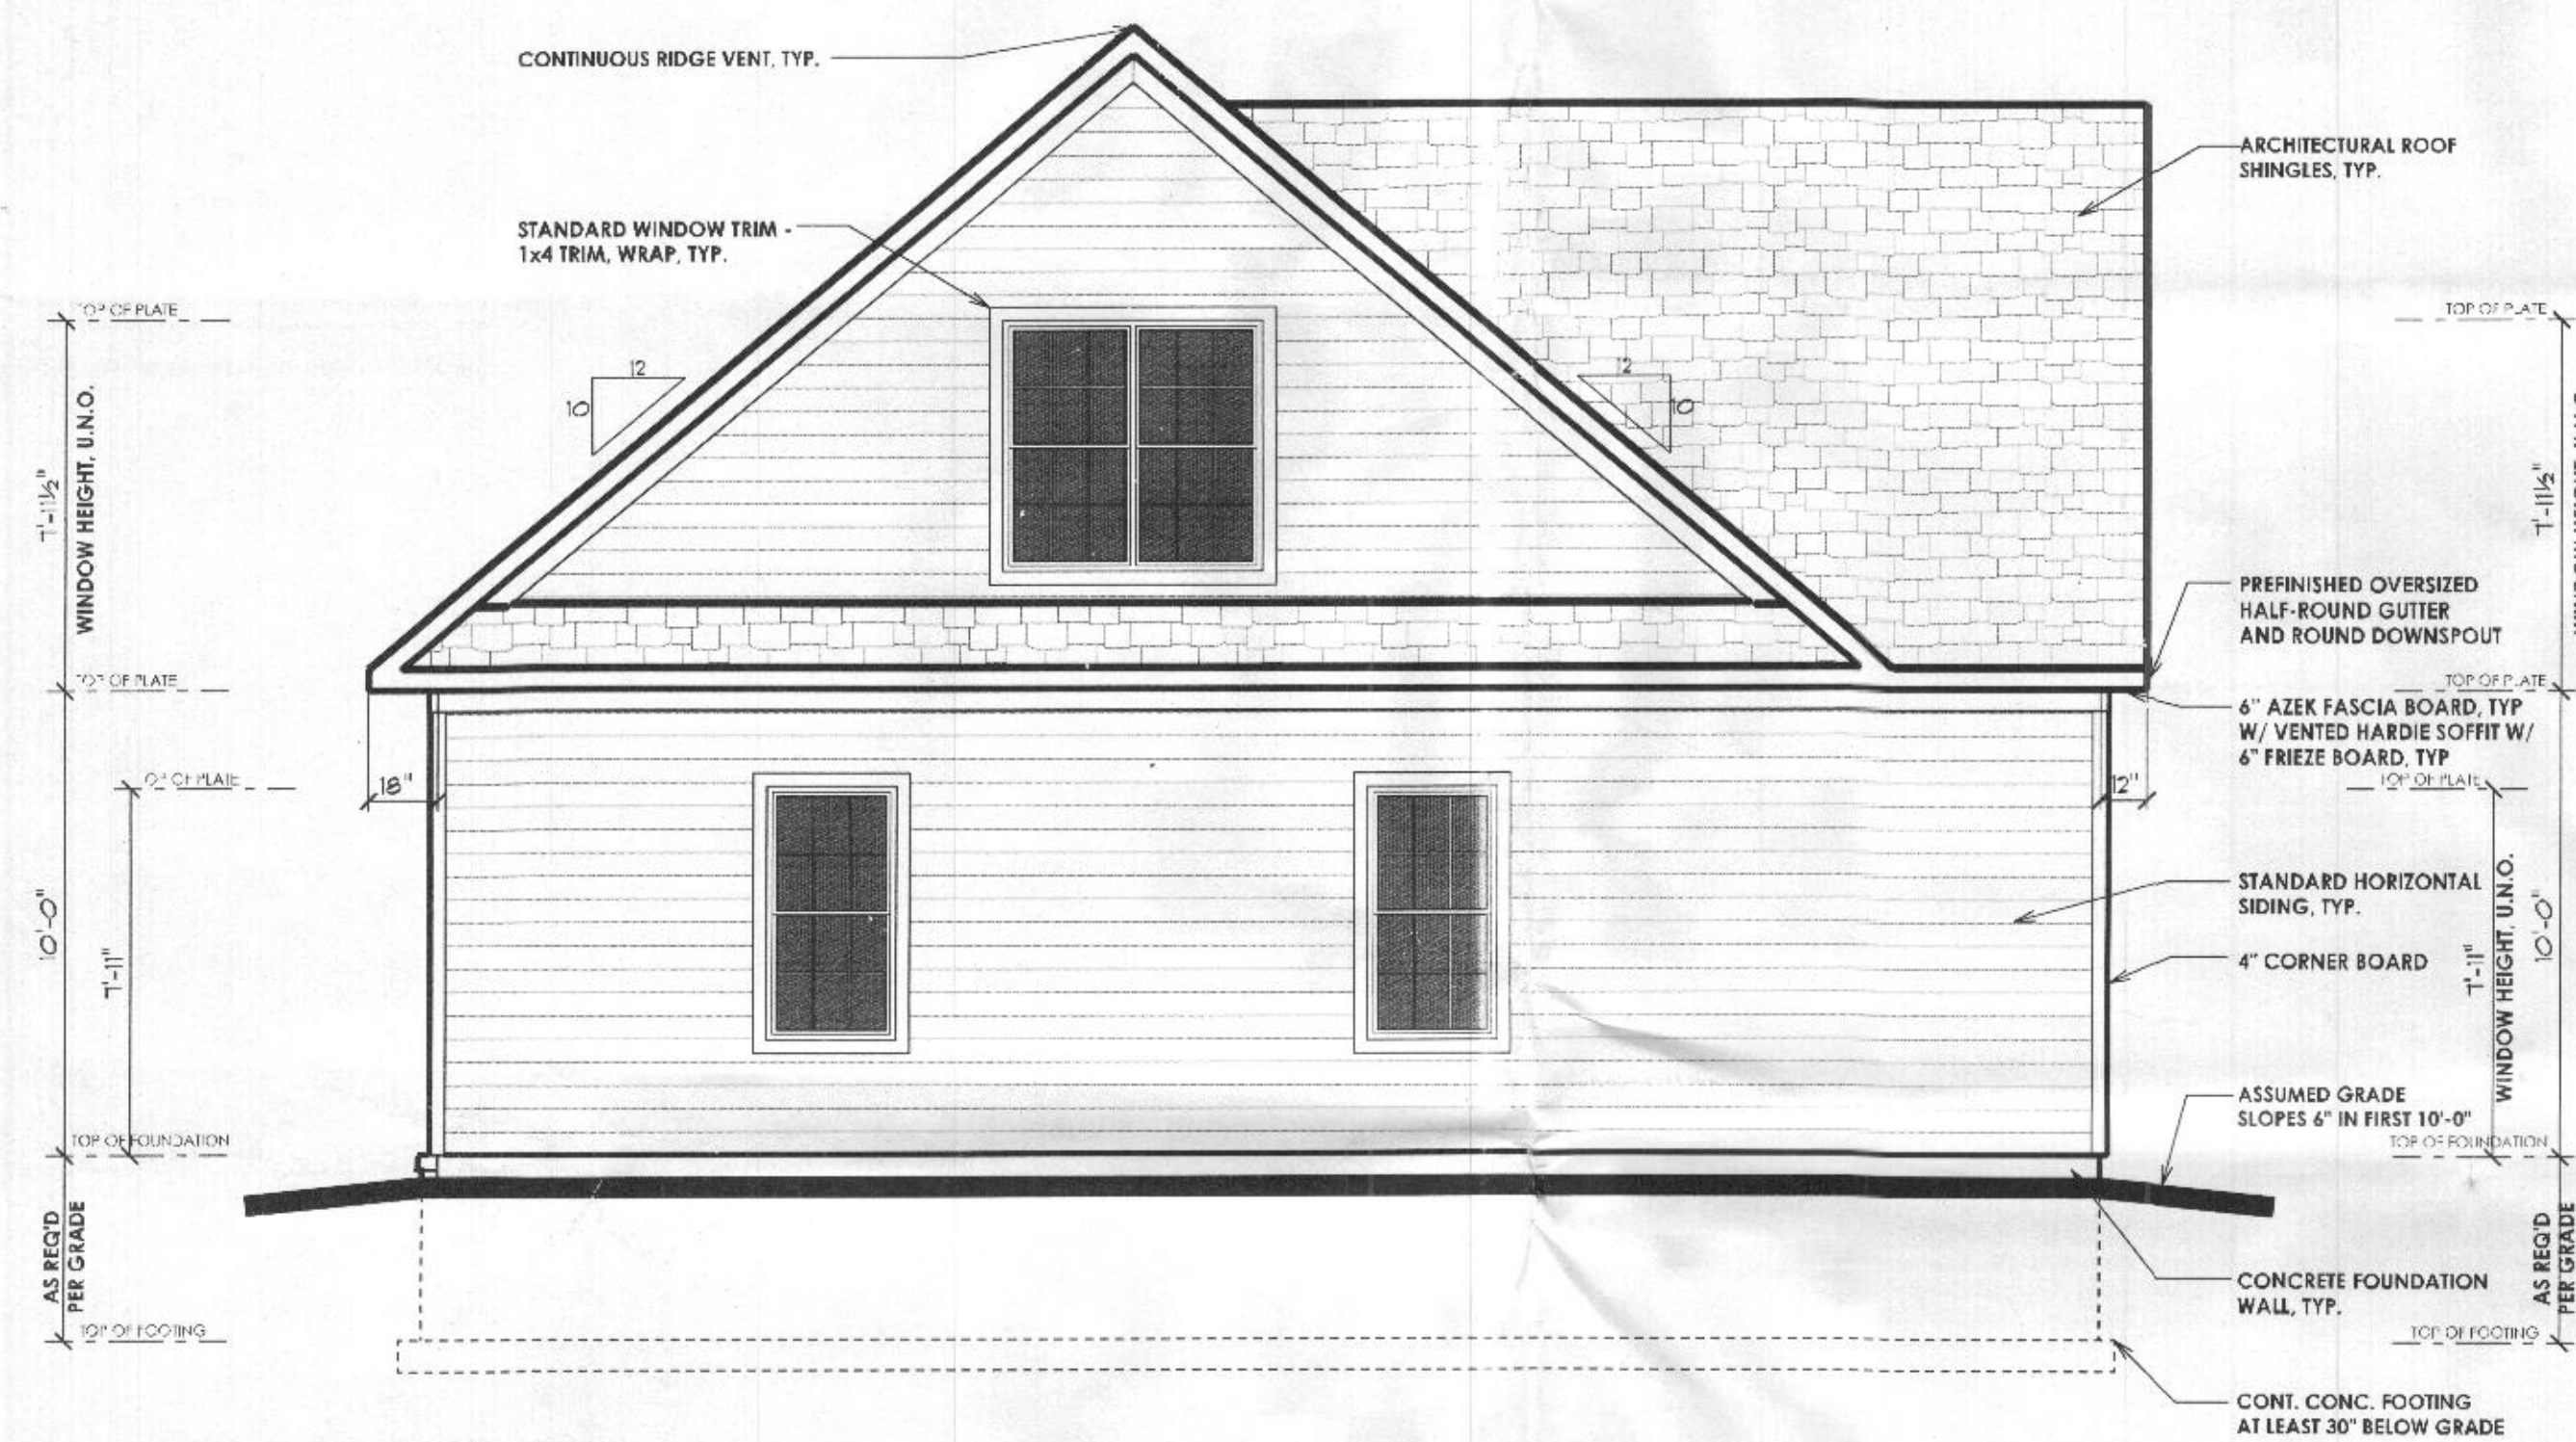 CONTINUOUS RIDGE VENT, TYP.
STANDARD WINDOW TRIM -
1x4 TRIM, WRAP, TYP.
ARCHITECTURAL ROOF
SHINGLES, TYP.
TOP OF PLATE
TOP OF PLATE
12
10
12
10
7'-11½"
WINDOW HEIGHT, U.N.O.
7'-11½"
PREFINISHED OVERSIZED
HALF-ROUND GUTTER
AND ROUND DOWNSPOUT
TOP OF PLATE
TOP OF PLATE
6" AZEK FASCIA BOARD, TYP
W/ VENTED HARDIE SOFFIT W/
6" FRIEZE BOARD, TYP
TOP OF PLATE
TOP OF PLATE
18"
12"
STANDARD HORIZONTAL
SIDING, TYP.
4" CORNER BOARD
10'-0"
7'-11"
7'-11"
WINDOW HEIGHT, U.N.O.
10'-0"
ASSUMED GRADE
SLOPES 6" IN FIRST 10'-0"
TOP OF FOUNDATION
TOP OF FOUNDATION
AS REQ'D
PER GRADE
AS REQ'D
PER GRADE
CONCRETE FOUNDATION
WALL, TYP.
TOP OF FOOTING
TOP OF FOOTING
CONT. CONC. FOOTING
AT LEAST 30" BELOW GRADE